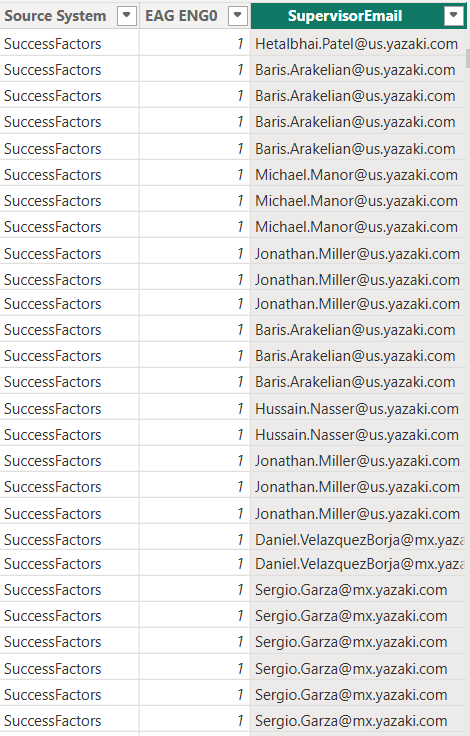 Source System EAG ENG0 SupervisorEmail
SuccessFactors 1 Hetalbhai.Patel@us.yazaki.com
SuccessFactors 1 Baris.Arakelian@us.yazaki.com
SuccessFactors 1 Baris.Arakelian@us.yazaki.com
SuccessFactors 1 Baris.Arakelian@us.yazaki.com
SuccessFactors 1 Baris.Arakelian@us.yazaki.com
SuccessFactors 1 Michael.Manor@us.yazaki.com
SuccessFactors 1 Michael.Manor@us.yazaki.com
SuccessFactors 1 Michael.Manor@us.yazaki.com
SuccessFactors 1 Jonathan.Miller@us.yazaki.com
SuccessFactors 1 Jonathan.Miller@us.yazaki.com
SuccessFactors 1 Jonathan.Miller@us.yazaki.com
SuccessFactors 1 Baris.Arakelian@us.yazaki.com
SuccessFactors 1 Baris.Arakelian@us.yazaki.com
SuccessFactors 1 Baris.Arakelian@us.yazaki.com
SuccessFactors 1 Hussain.Nasser@us.yazaki.com
SuccessFactors 1 Hussain.Nasser@us.yazaki.com
SuccessFactors 1 Jonathan.Miller@us.yazaki.com
SuccessFactors 1 Jonathan.Miller@us.yazaki.com
SuccessFactors 1 Jonathan.Miller@us.yazaki.com
SuccessFactors 1 Daniel.VelazquezBorja@mx.yaza
SuccessFactors 1 Daniel.VelazquezBorja@mx.yaza
SuccessFactors 1 Sergio.Garza@mx.yazaki.com
SuccessFactors 1 Sergio.Garza@mx.yazaki.com
SuccessFactors 1 Sergio.Garza@mx.yazaki.com
SuccessFactors 1 Sergio.Garza@mx.yazaki.com
SuccessFactors 1 Sergio.Garza@mx.yazaki.com
SuccessFactors 1 Sergio.Garza@mx.yazaki.com